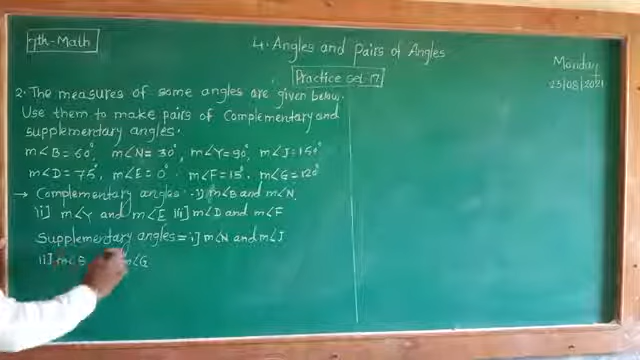 7th-Math
4. Angles and Pairs of Angles
Practice set-17
Monday
23/08/2021
2. The measures of some angles are given below.
Use them to make pairs of complementary and
supplementary angles.
m∠B = 60°, m∠N = 30°, m∠Y = 90°, m∠J = 150°
m∠D = 75°, m∠E = 0°, m∠F = 15°, m∠G = 120°
→ Complementary angles - i] m∠B and m∠N
ii] m∠Y and m∠E iii] m∠D and m∠F
Supplementary angles = i] m∠N and m∠J
ii] m∠B m∠G